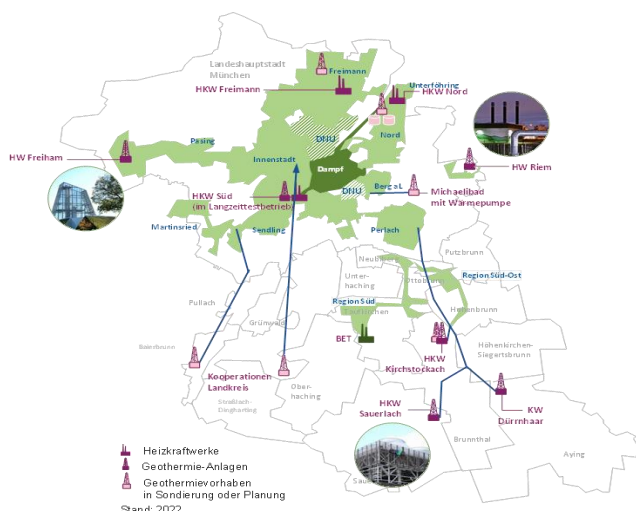 Landeshauptstadt
München
Freimann
HKW Freimann
Unterföhring
HKW Nord
Pasing
DNU
Nord
HW Freiham
Innenstadt
Dampf
HW Riem
HKW Süd
(im Langzeittestbetrieb)
DNU
Berg a L
Michaelibad
mit Wärmepumpe
Martinsried
Sendling
Perlach
Putzbrunn
Neubiberg
Pullach
Unter-
haching
Ottobrunn
Region Süd-Ost
Region Süd
Taufkirchen
Hohenbrunn
Grünwald
Baierbrunn
BET
HKW
Kirchstockach
Höhenkirchen-
Siegertsbrunn
Kooperationen
Landkreis
Ober-
haching
Straßlach-
Dingharting
HKW
Sauerlach
KW
Dürrnhaar
Brunnthal
Aying
Heizkraftwerke
Geothermie-Anlagen
Geothermievorhaben
in Sondierung oder Planung
Stand: 2022